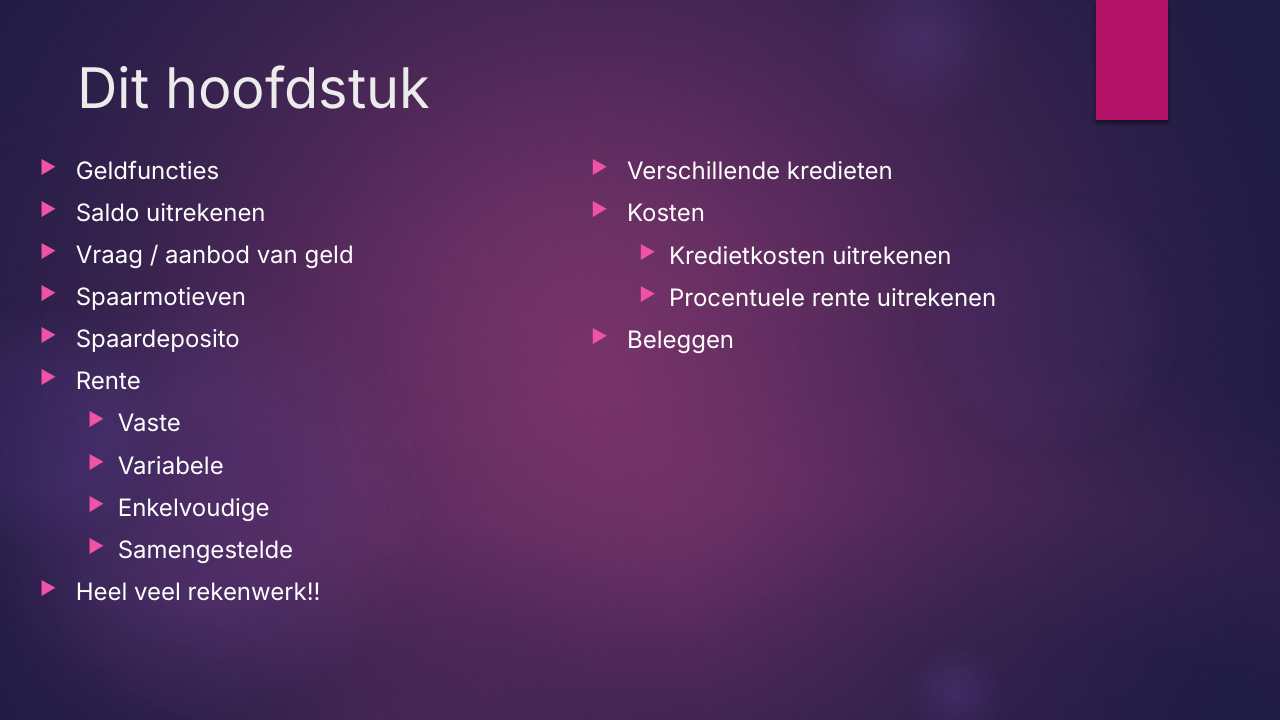 Dit hoofdstuk
Geldfuncties
Saldo uitrekenen
Vraag / aanbod van geld
Spaarmotieven
Spaardeposito
Rente
Vaste
Variabele
Enkelvoudige
Samengestelde
Heel veel rekenwerk!!
Verschillende kredieten
Kosten
Kredietkosten uitrekenen
Procentuele rente uitrekenen
Beleggen